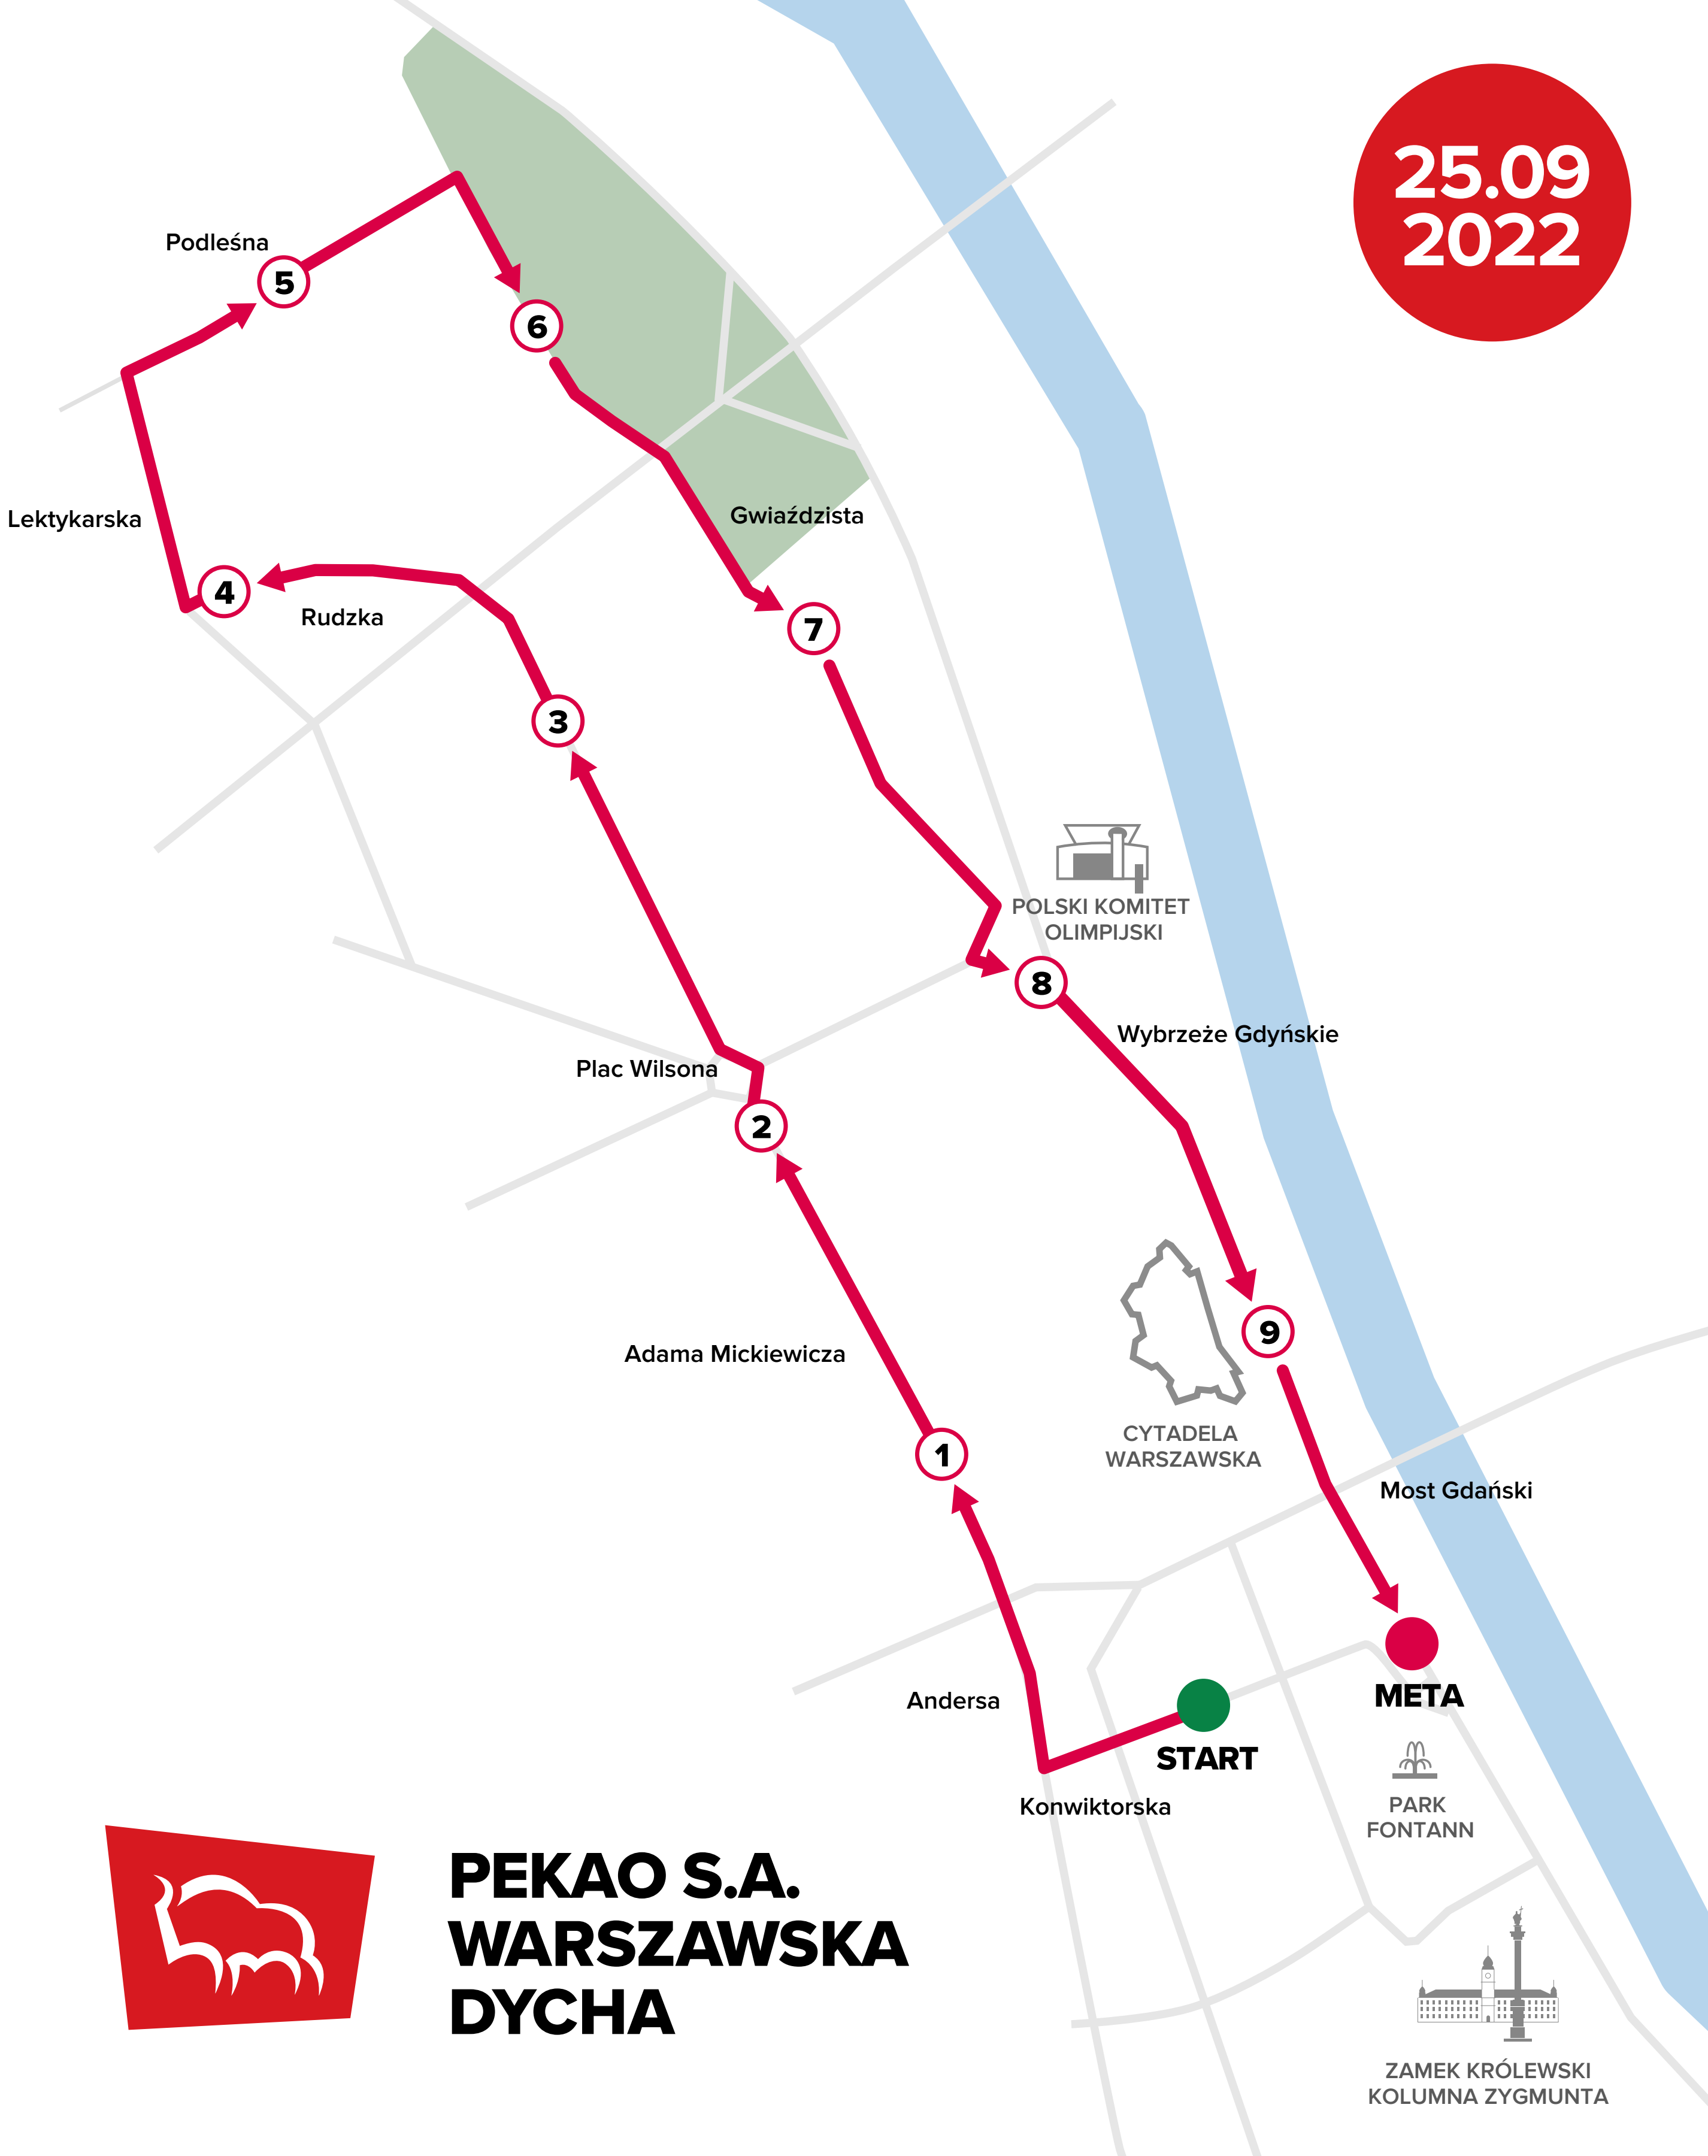 25.09
2022
Podleśna
5
6
Lektykarska
Gwiaździsta
4
Rudzka
7
3
POLSKI KOMITET
OLIMPIJSKI
8
Wybrzeże Gdyńskie
Plac Wilsona
2
9
Adama Mickiewicza
CYTADELA
WARSZAWSKA
1
Most Gdański
Andersa
META
START
Konwiktorska
PARK
FONTANN
PEKAO S.A.
WARSZAWSKA
DYCHA
ZAMEK KRÓLEWSKI
KOLUMNA ZYGMUNTA